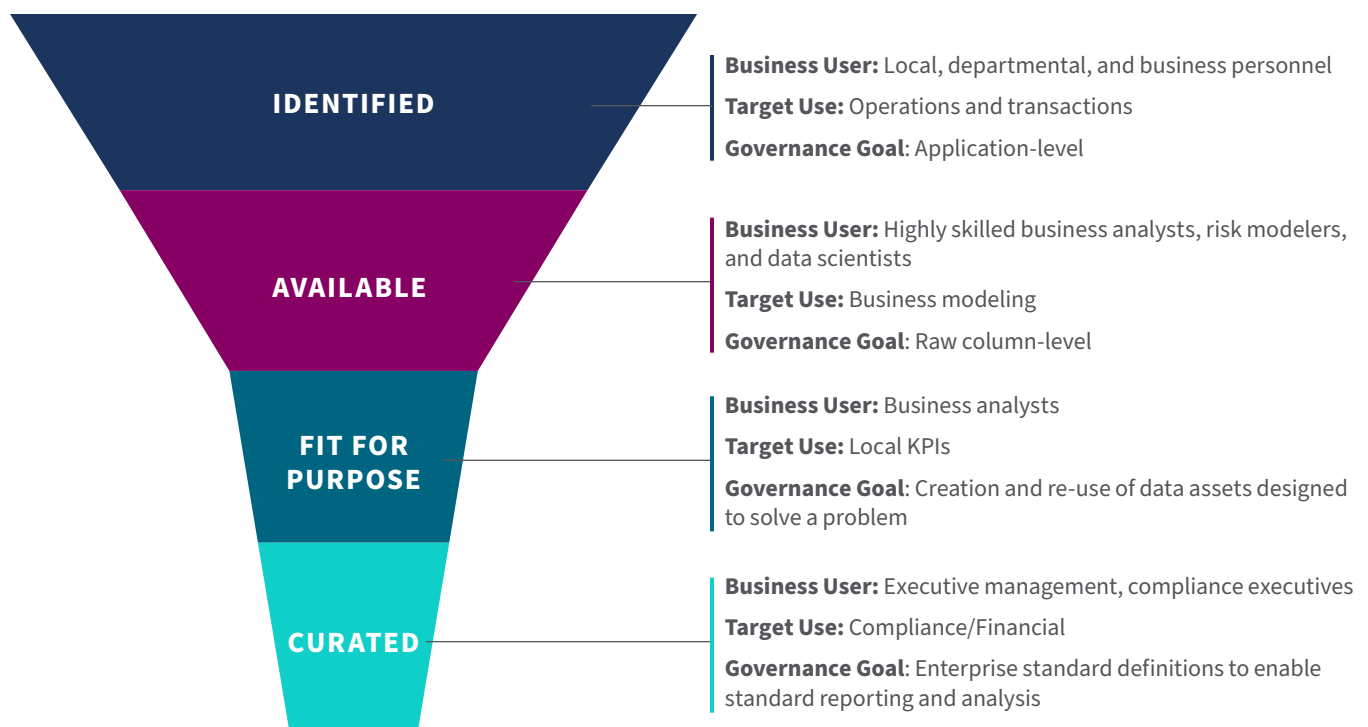 IDENTIFIED
Business User: Local, departmental, and business personnel
Target Use: Operations and transactions
Governance Goal: Application-level
AVAILABLE
Business User: Highly skilled business analysts, risk modelers,
and data scientists
Target Use: Business modeling
Governance Goal: Raw column-level
FIT FOR
PURPOSE
Business User: Business analysts
Target Use: Local KPIs
Governance Goal: Creation and re-use of data assets designed
to solve a problem
CURATED
Business User: Executive management, compliance executives
Target Use: Compliance/Financial
Governance Goal: Enterprise standard definitions to enable
standard reporting and analysis